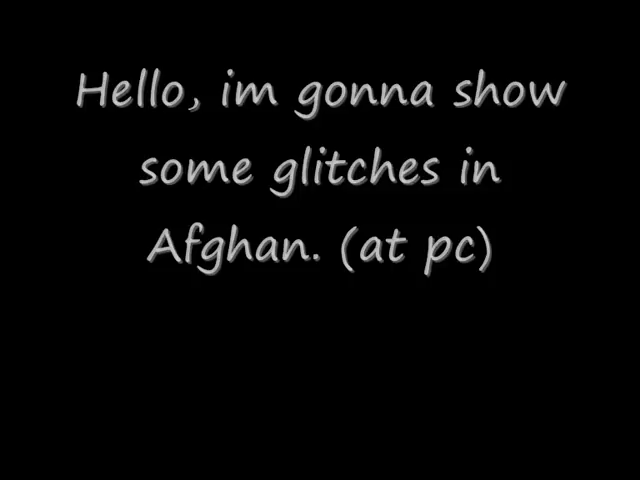 Hello, im gonna show
some glitches in
Afghan. (at pc)